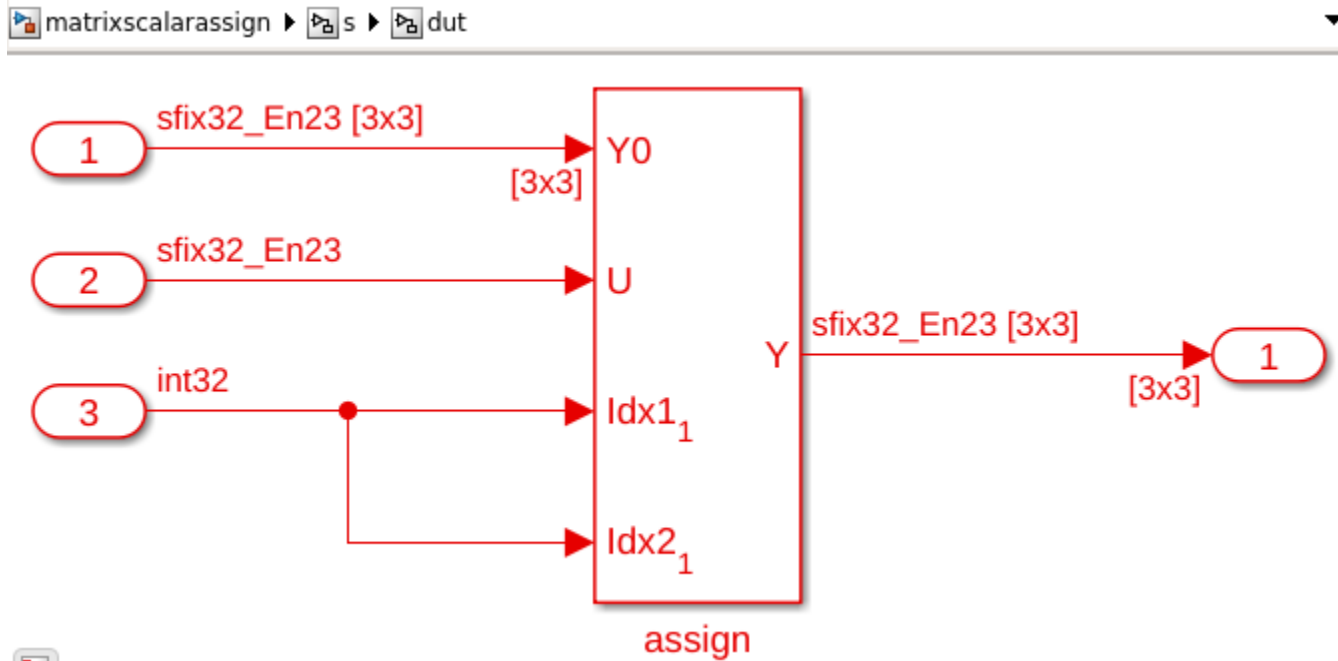 matrixscalarassign s dut
sfix32_En23 [3x3]
1
Y0
[3x3]
sfix32_En23
2
U
sfix32_En23 [3x3]
Y
1
[3x3]
int32
3
Idx1 1
Idx2 1
assign